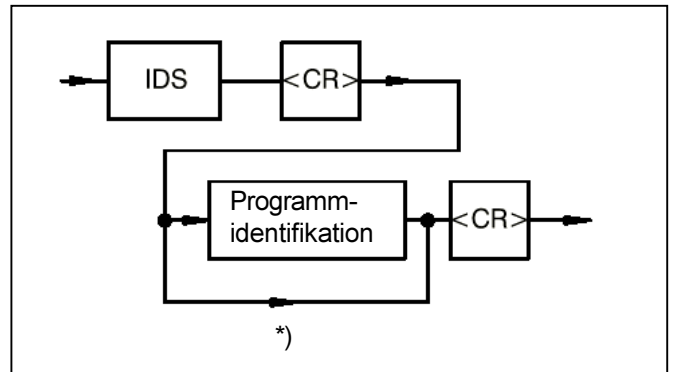 IDS <CR>
Programm-
identifikation <CR>
*)